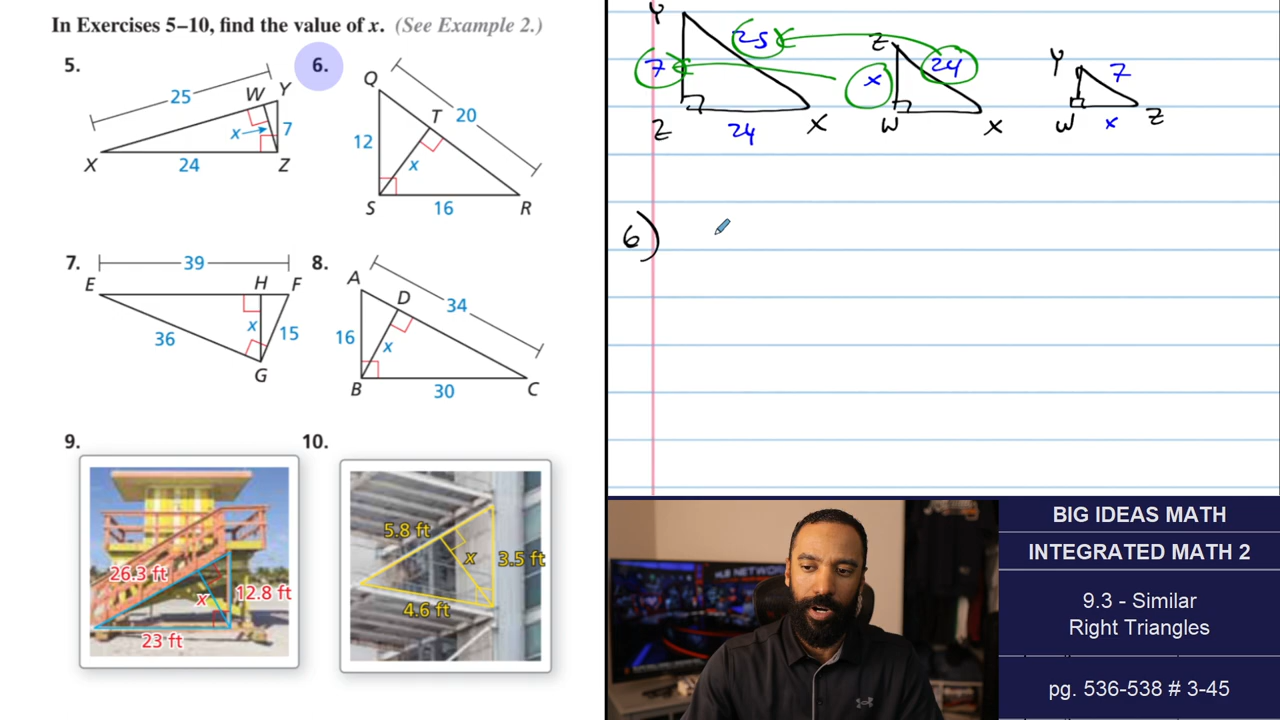 In Exercises 5–10, find the value of x. (See Example 2.)
5.
25
W
Y
x
7
X
24
Z
6.
Q
T
20
12
x
S
16
R
7.
39
E
H
F
x
36
15
G
8.
A
D
34
16
x
B
30
C
9.
26.3 ft
x
12.8 ft
23 ft
10.
5.8 ft
x
3.5 ft
4.6 ft
Y
25
7
Z
24
X
Z
24
x
W
X
Y
7
W
x
Z
6)
BIG IDEAS MATH
INTEGRATED MATH 2
9.3 - Similar
Right Triangles
pg. 536-538 # 3-45